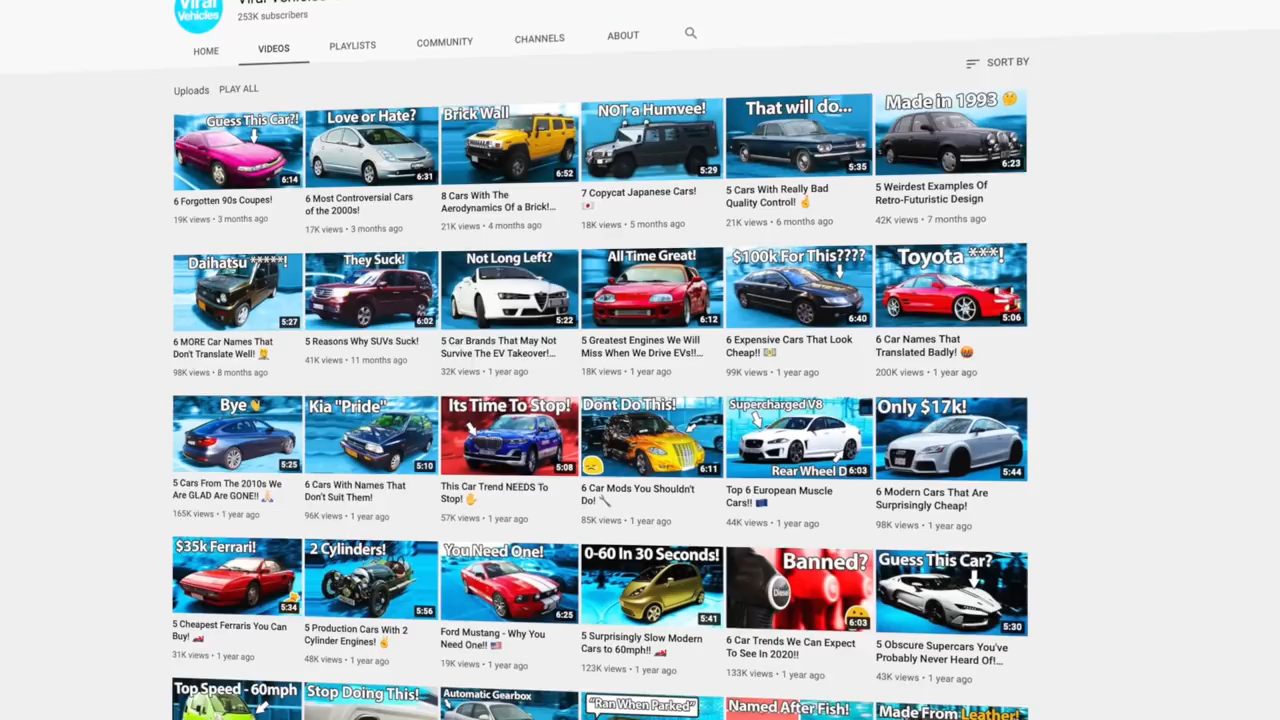 Viral
Vehicles
Viral Vehicles
253K subscribers
HOME
VIDEOS
PLAYLISTS
COMMUNITY
CHANNELS
ABOUT
SORT BY
Uploads
PLAY ALL
Guess This Car?!
6:14
6 Forgotten 90s Coupes!
19K views • 3 months ago
Love or Hate?
6:31
6 Most Controversial Cars
of the 2000s!
17K views • 3 months ago
Brick Wall
6:52
8 Cars With The
Aerodynamics Of a Brick!...
21K views • 4 months ago
NOT a Humvee!
5:29
7 Copycat Japanese Cars!
🇯🇵
18K views • 5 months ago
That will do...
5:35
5 Cars With Really Bad
Quality Control! 🤞
21K views • 6 months ago
Made in 1993 🤔
6:23
5 Weirdest Examples Of
Retro-Futuristic Design
42K views • 7 months ago
Daihatsu *****!
5:27
6 MORE Car Names That
Don't Translate Well! 🤦
98K views • 8 months ago
They Suck!
6:02
5 Reasons Why SUVs Suck!
41K views • 11 months ago
Not Long Left?
5:22
5 Car Brands That May Not
Survive The EV Takeover!...
32K views • 1 year ago
All Time Great!
6:12
5 Greatest Engines We Will
Miss When We Drive EVs!!...
18K views • 1 year ago
$100k For This????
6:40
6 Expensive Cars That Look
Cheap!! 💵
99K views • 1 year ago
Toyota ***!
5:06
6 Car Names That
Translated Badly! 🤬
200K views • 1 year ago
Bye 👋
5:25
5 Cars From The 2010s We
Are GLAD Are GONE!! 🙏
165K views • 1 year ago
Kia "Pride"
5:10
6 Cars With Names That
Don't Suit Them!
96K views • 1 year ago
Its Time To Stop!
5:08
This Car Trend NEEDS To
Stop! ✋
57K views • 1 year ago
Dont Do This!
6:11
6 Car Mods You Shouldn't
Do! 🔧
85K views • 1 year ago
Supercharged V8
Rear Wheel D
6:03
Top 6 European Muscle
Cars!! 🇪🇺
44K views • 1 year ago
Only $17k!
5:44
6 Modern Cars That Are
Surprisingly Cheap!
98K views • 1 year ago
$35k Ferrari!
5:34
5 Cheapest Ferraris You Can
Buy! 🏎️
31K views • 1 year ago
2 Cylinders!
5:56
5 Production Cars With 2
Cylinder Engines! ✌️
48K views • 1 year ago
You Need One!
6:25
Ford Mustang - Why You
Need One!! 🇺🇸
19K views • 1 year ago
0-60 In 30 Seconds!
5:41
5 Surprisingly Slow Modern
Cars to 60mph!! 🏎️
123K views • 1 year ago
Banned?
Diesel
6:03
6 Car Trends We Can Expect
To See In 2020!!
133K views • 1 year ago
Guess This Car?
5:30
5 Obscure Supercars You've
Probably Never Heard Of!...
43K views • 1 year ago
Top Speed - 60mph
Stop Doing This!
Automatic Gearbox
"Ran When Parked"
Named After Fish!
Made From Leather!